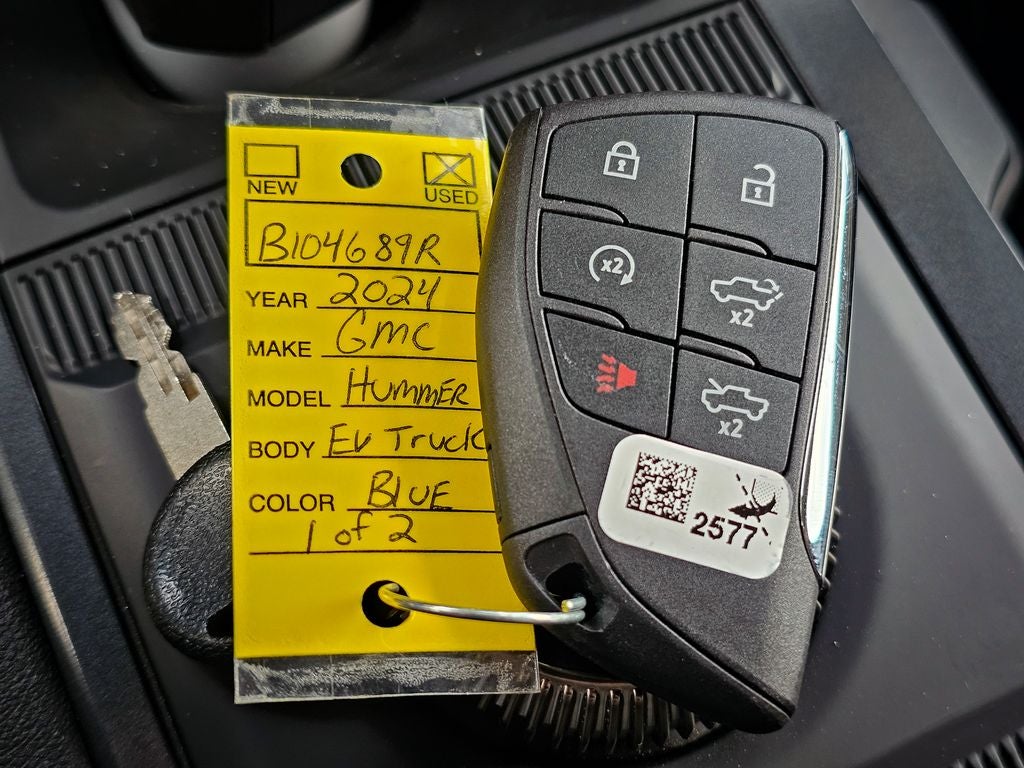 NEW
USED
B104689R
YEAR 2024
MAKE GMC
MODEL HUMMER
BODY EV TRUCK
COLOR BLUE
1 of 2
x2
x2
x2
2577